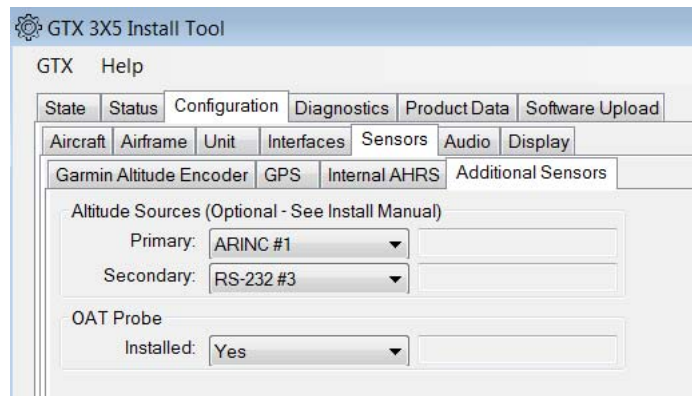 GTX 3X5 Install Tool
GTX Help
State Status Configuration Diagnostics Product Data Software Upload
Aircraft Airframe Unit Interfaces Sensors Audio Display
Garmin Altitude Encoder GPS Internal AHRS Additional Sensors
Altitude Sources (Optional - See Install Manual)
Primary: ARINC #1
Secondary: RS-232 #3
OAT Probe
Installed: Yes